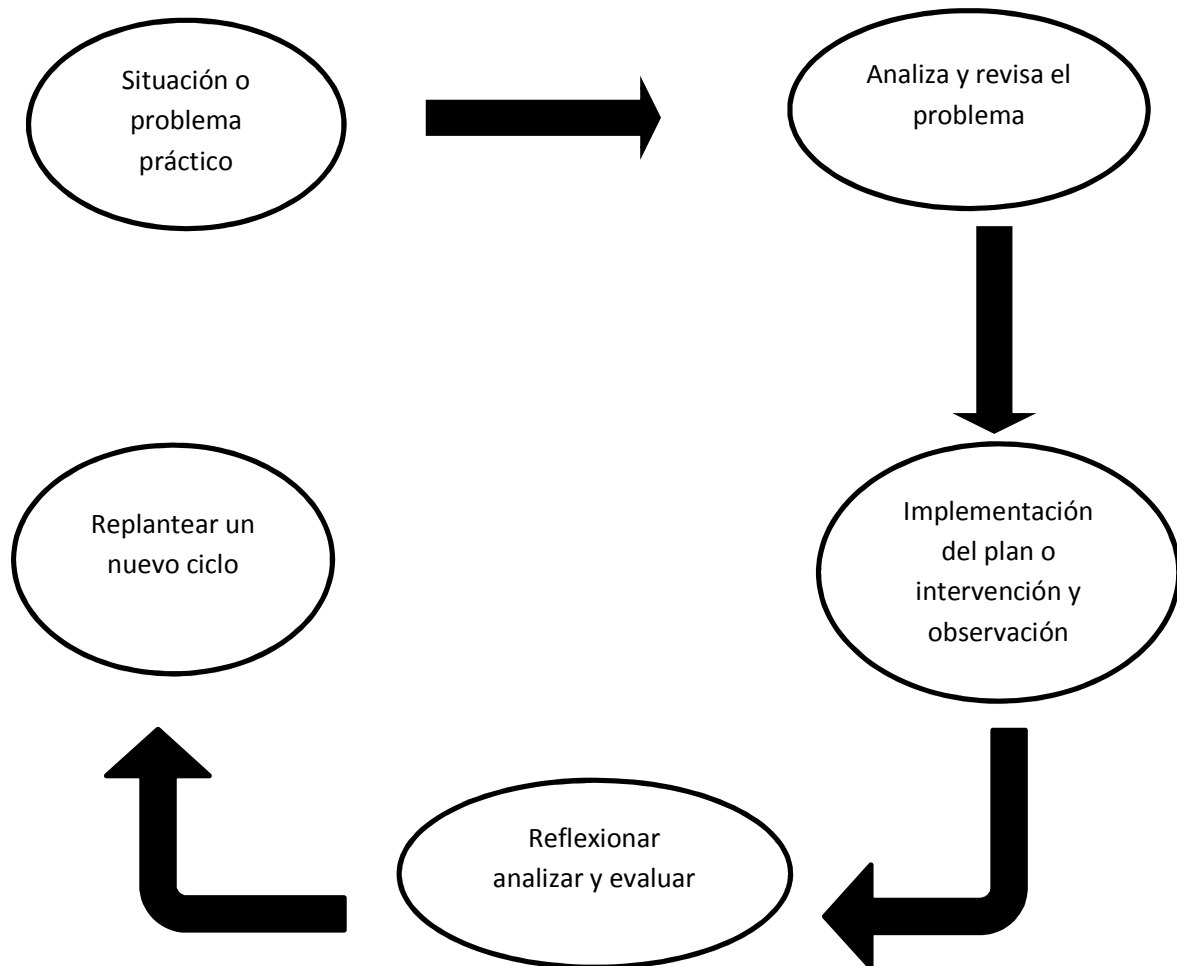 Situación o
problema
práctico
Analiza y revisa el
problema
Implementación
del plan o
intervención y
observación
Reflexionar
analizar y evaluar
Replantear un
nuevo ciclo